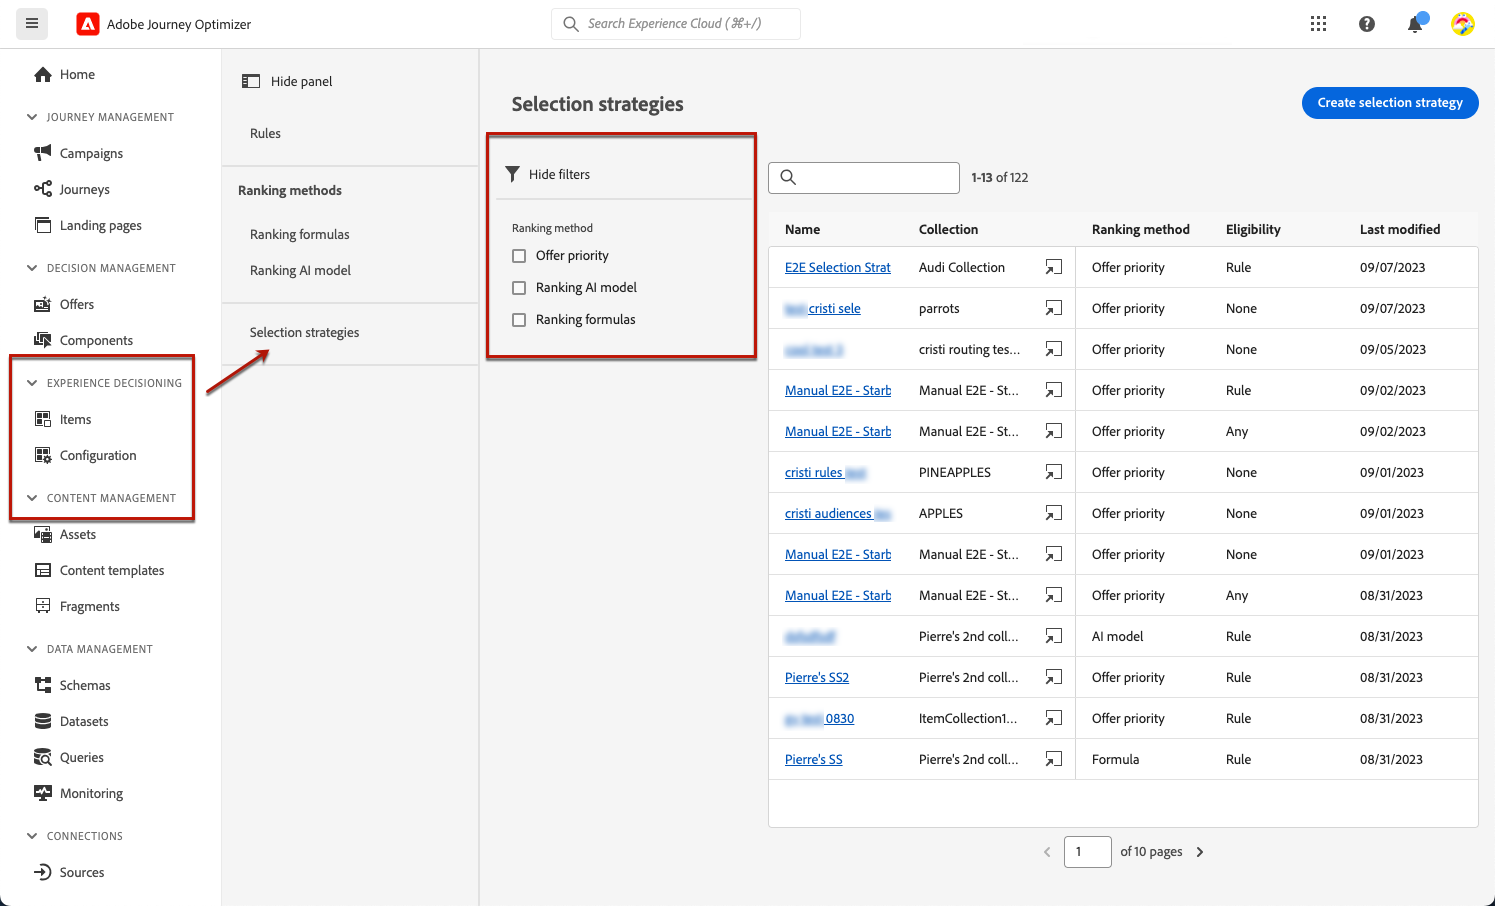 Adobe Journey Optimizer
Search Experience Cloud (⌘+/)
Home
JOURNEY MANAGEMENT
Campaigns
Journeys
Landing pages
DECISION MANAGEMENT
Offers
Components
EXPERIENCE DECISIONING
Items
Configuration
CONTENT MANAGEMENT
Assets
Content templates
Fragments
DATA MANAGEMENT
Schemas
Datasets
Queries
Monitoring
CONNECTIONS
Sources
Hide panel
Rules
Ranking methods
Ranking formulas
Ranking AI model
Selection strategies
Selection strategies
Create selection strategy
Hide filters
Ranking method
Offer priority
Ranking AI model
Ranking formulas
1-13 of 122
Name Collection Ranking method Eligibility Last modified
E2E Selection Strat Audi Collection Offer priority Rule 09/07/2023
cristi sele parrots Offer priority None 09/07/2023
cristi routing tes... Offer priority None 09/05/2023
Manual E2E - Starb Manual E2E - St... Offer priority Rule 09/02/2023
Manual E2E - Starb Manual E2E - St... Offer priority Any 09/02/2023
cristi rules PINEAPPLES Offer priority None 09/01/2023
cristi audiences APPLES Offer priority None 09/01/2023
Manual E2E - Starb Manual E2E - St... Offer priority None 09/01/2023
Manual E2E - Starb Manual E2E - St... Offer priority Any 08/31/2023
Pierre's 2nd coll... AI model Rule 08/31/2023
Pierre's SS2 Pierre's 2nd coll... Offer priority Rule 08/31/2023
0830 ItemCollection1... Offer priority Rule 08/31/2023
Pierre's SS Pierre's 2nd coll... Formula Rule 08/31/2023
1 of 10 pages